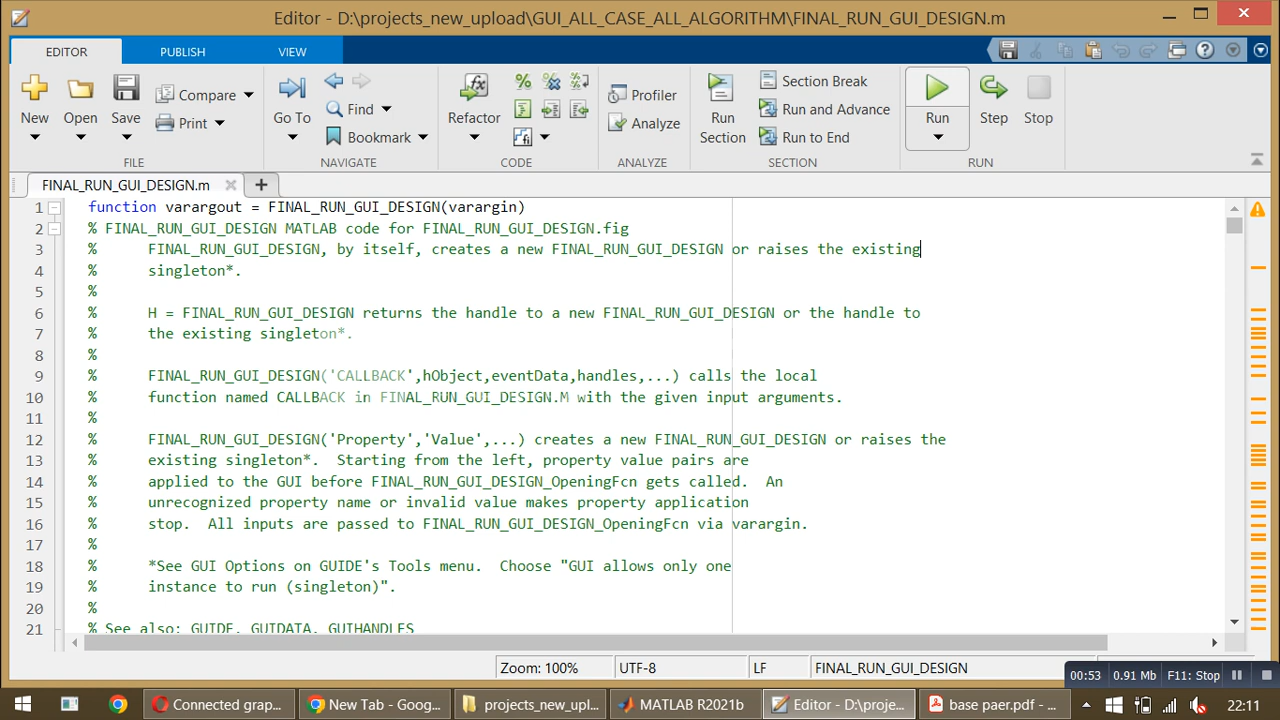 Editor - D:\projects_new_upload\GUI_ALL_CASE_ALL_ALGORITHM\FINAL_RUN_GUI_DESIGN.m
EDITOR PUBLISH VIEW
New Open Save Compare Print
FILE
Go To Find Bookmark
NAVIGATE
Refactor
CODE
Profiler
Analyze
ANALYZE
Run Section Section Break
Run and Advance
Run to End
SECTION
Run Step Stop
RUN
FINAL_RUN_GUI_DESIGN.m
1 function varargout = FINAL_RUN_GUI_DESIGN(varargin)
2 % FINAL_RUN_GUI_DESIGN MATLAB code for FINAL_RUN_GUI_DESIGN.fig
3 % FINAL_RUN_GUI_DESIGN, by itself, creates a new FINAL_RUN_GUI_DESIGN or raises the existing
4 % singleton*.
5 %
6 % H = FINAL_RUN_GUI_DESIGN returns the handle to a new FINAL_RUN_GUI_DESIGN or the handle to
7 % the existing singleton*.
8 %
9 % FINAL_RUN_GUI_DESIGN('CALLBACK',hObject,eventData,handles,...) calls the local
10 % function named CALLBACK in FINAL_RUN_GUI_DESIGN.M with the given input arguments.
11 %
12 % FINAL_RUN_GUI_DESIGN('Property','Value',...) creates a new FINAL_RUN_GUI_DESIGN or raises the
13 % existing singleton*.  Starting from the left, property value pairs are
14 % applied to the GUI before FINAL_RUN_GUI_DESIGN_OpeningFcn gets called.  An
15 % unrecognized property name or invalid value makes property application
16 % stop.  All inputs are passed to FINAL_RUN_GUI_DESIGN_OpeningFcn via varargin.
17 %
18 % *See GUI Options on GUIDE's Tools menu.  Choose "GUI allows only one
19 % instance to run (singleton)".
20 %
21 % See also: GUIDE, GUIDATA, GUIHANDLES
Zoom: 100% UTF-8 LF FINAL_RUN_GUI_DESIGN
00:53 0.91 Mb F11: Stop
Connected grap... New Tab - Goog... projects_new_upl... MATLAB R2021b Editor - D:\proje... base paer.pdf - ... 22:11